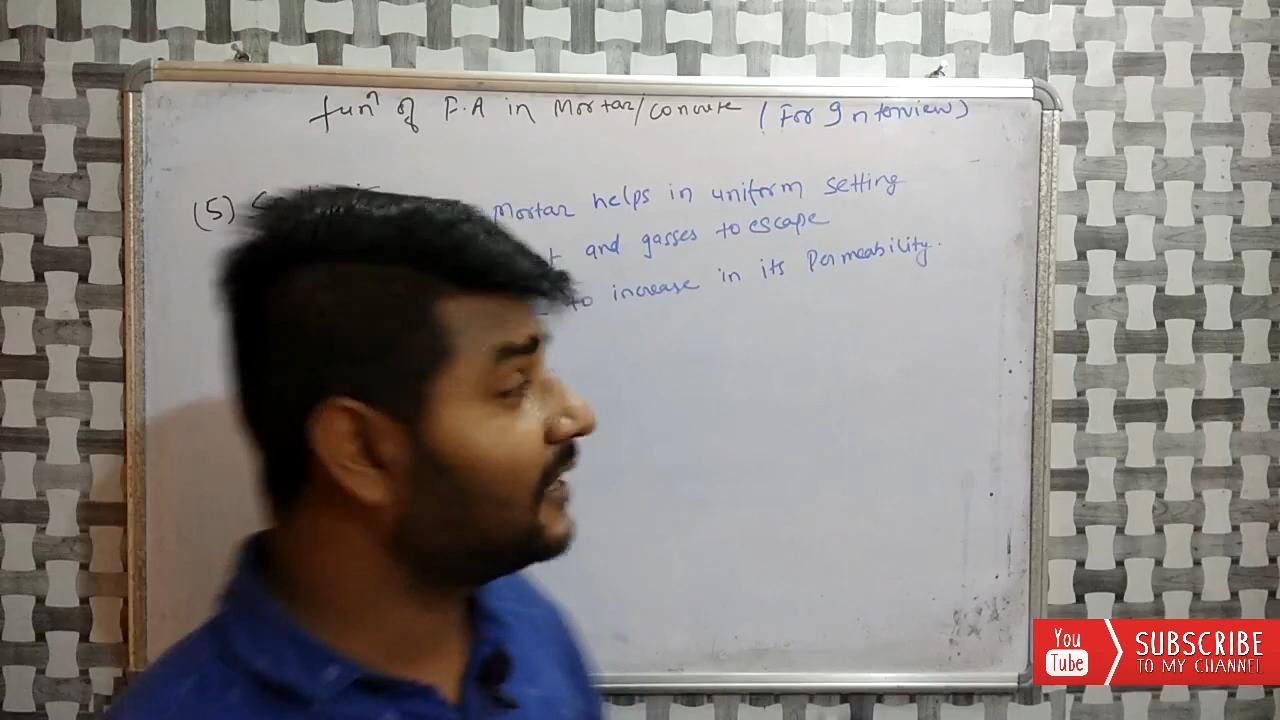 funⁿ of F.A in Mortar/concrete (For Interview)
(5) Mortar helps in uniform setting
and gasses to escape
to increase in its Permeability.
You
Tube
SUBSCRIBE
TO MY CHANNEL